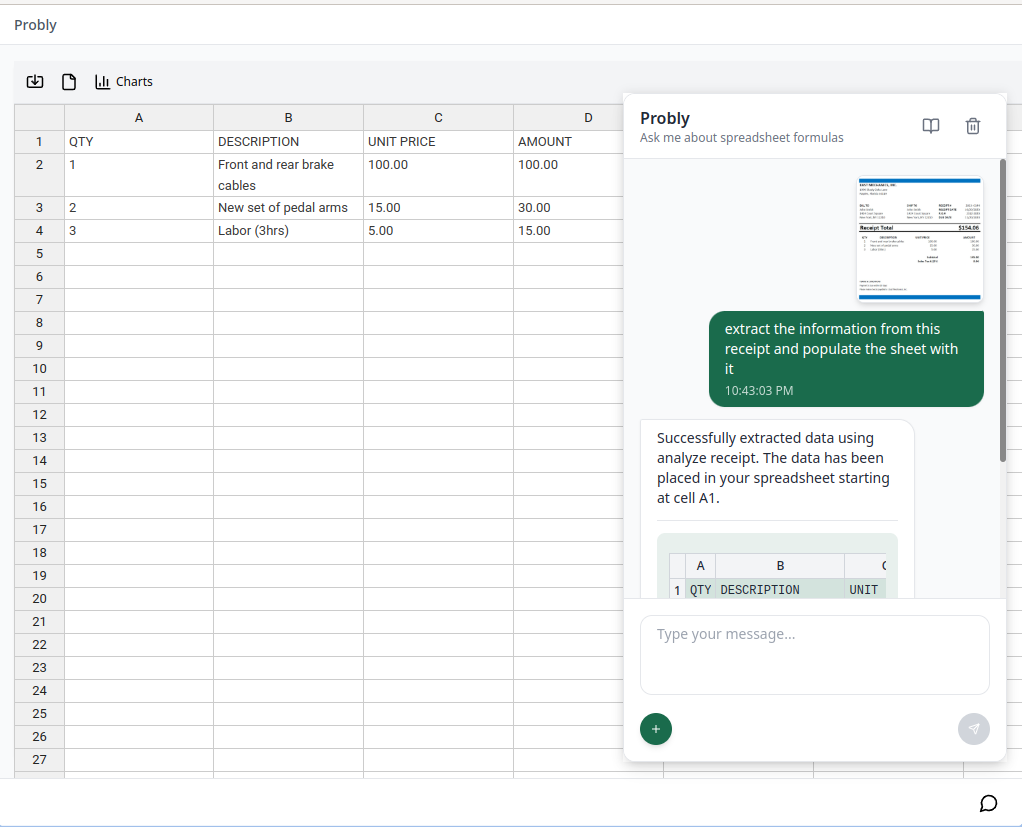 Probly
Charts
A B C D
1 QTY DESCRIPTION UNIT PRICE AMOUNT
2 1 Front and rear brake 100.00 100.00
cables
3 2 New set of pedal arms 15.00 30.00
4 3 Labor (3hrs) 5.00 15.00
5
6
7
8
9
10
11
12
13
14
15
16
17
18
19
20
21
22
23
24
25
26
27
Probly
Ask me about spreadsheet formulas
Receipt Total $154.06
extract the information from this
receipt and populate the sheet with
it
10:43:03 PM
Successfully extracted data using
analyze receipt. The data has been
placed in your spreadsheet starting
at cell A1.
A B
1 QTY DESCRIPTION UNIT
Type your message...